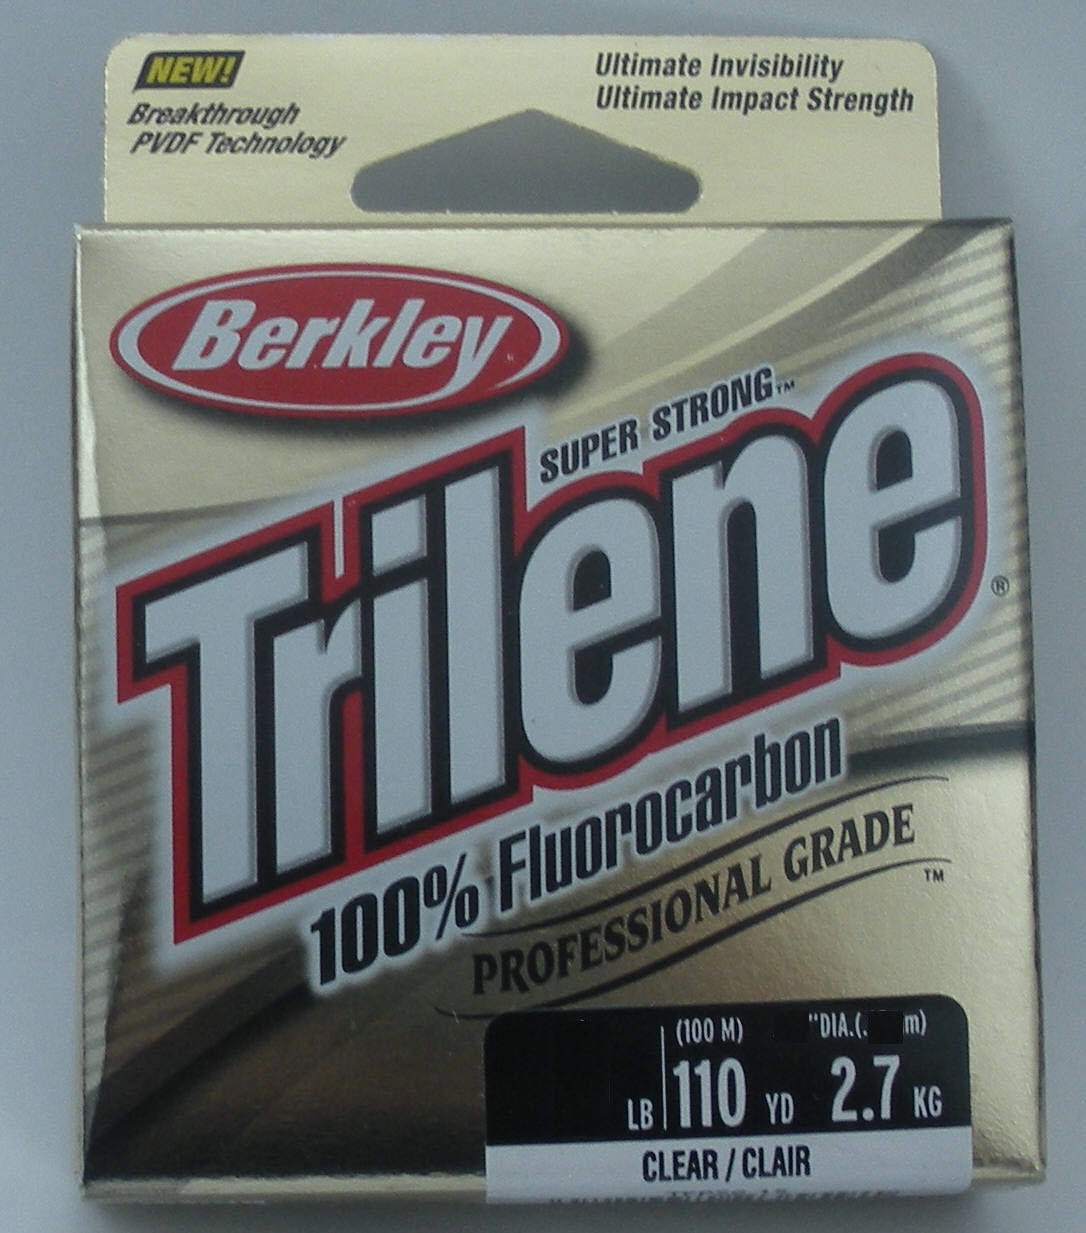 NEW!
Breakthrough
PVDF Technology
Ultimate Invisibility
Ultimate Impact Strength
Berkley
SUPER STRONG™
Trilene®
100% Fluorocarbon
PROFESSIONAL GRADE™
(100 M) "DIA.(. m)
LB 110 YD 2.7 KG
CLEAR / CLAIR